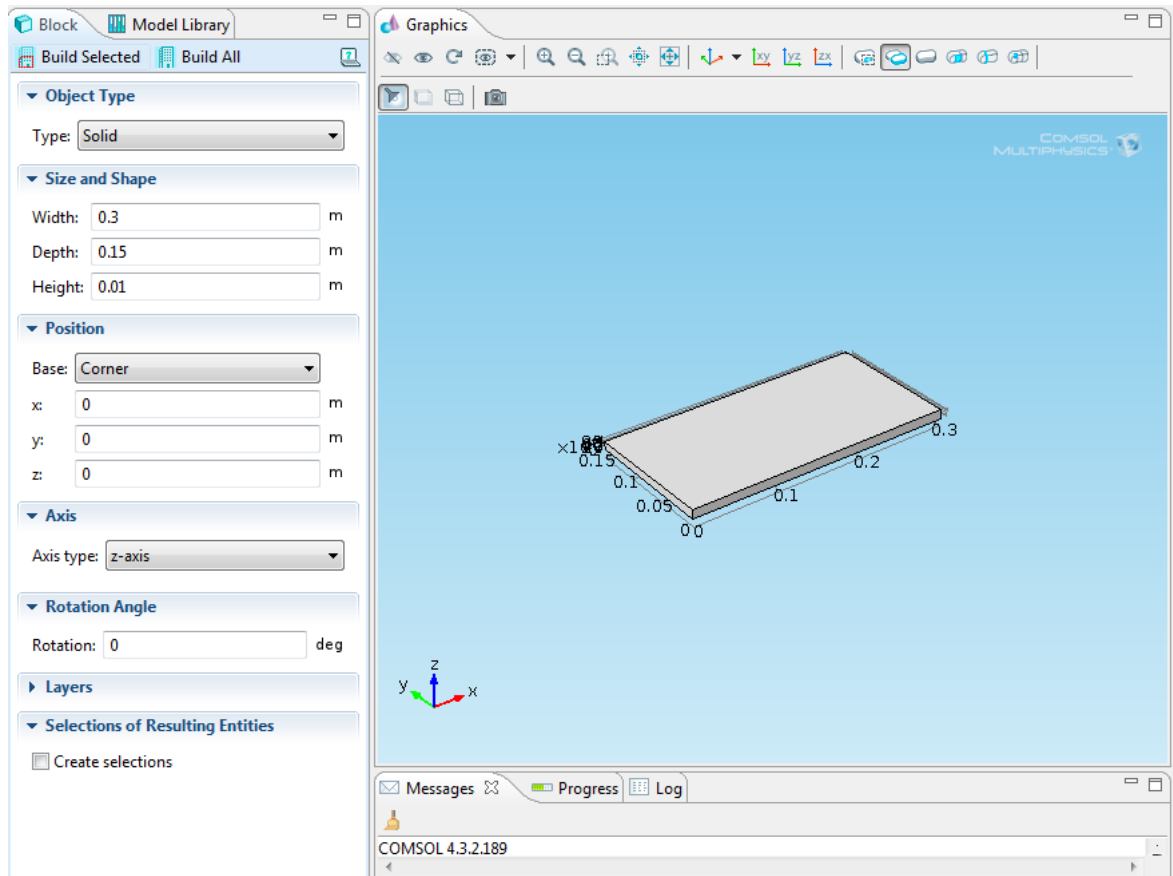 Block
Model Library
Build Selected
Build All
Object Type
Type: Solid
Size and Shape
Width: 0.3 m
Depth: 0.15 m
Height: 0.01 m
Position
Base: Corner
x: 0 m
y: 0 m
z: 0 m
Axis
Axis type: z-axis
Rotation Angle
Rotation: 0 deg
Layers
Selections of Resulting Entities
Create selections
Graphics
xy yz zx
COMSOL
MULTIPHYSICS
0.15
0.1
0.05
0 0
0.1
0.2
0.3
z
y
x
Messages
Progress
Log
COMSOL 4.3.2.189